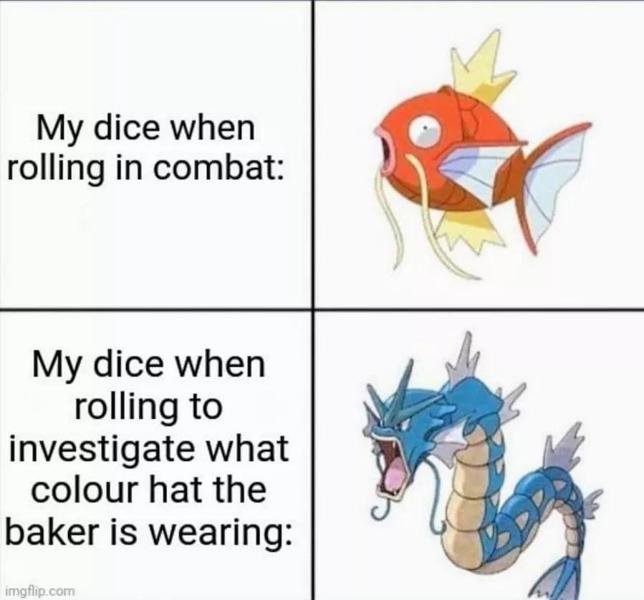 My dice when
rolling in combat:
My dice when
rolling to
investigate what
colour hat the
baker is wearing:
imgflip.com